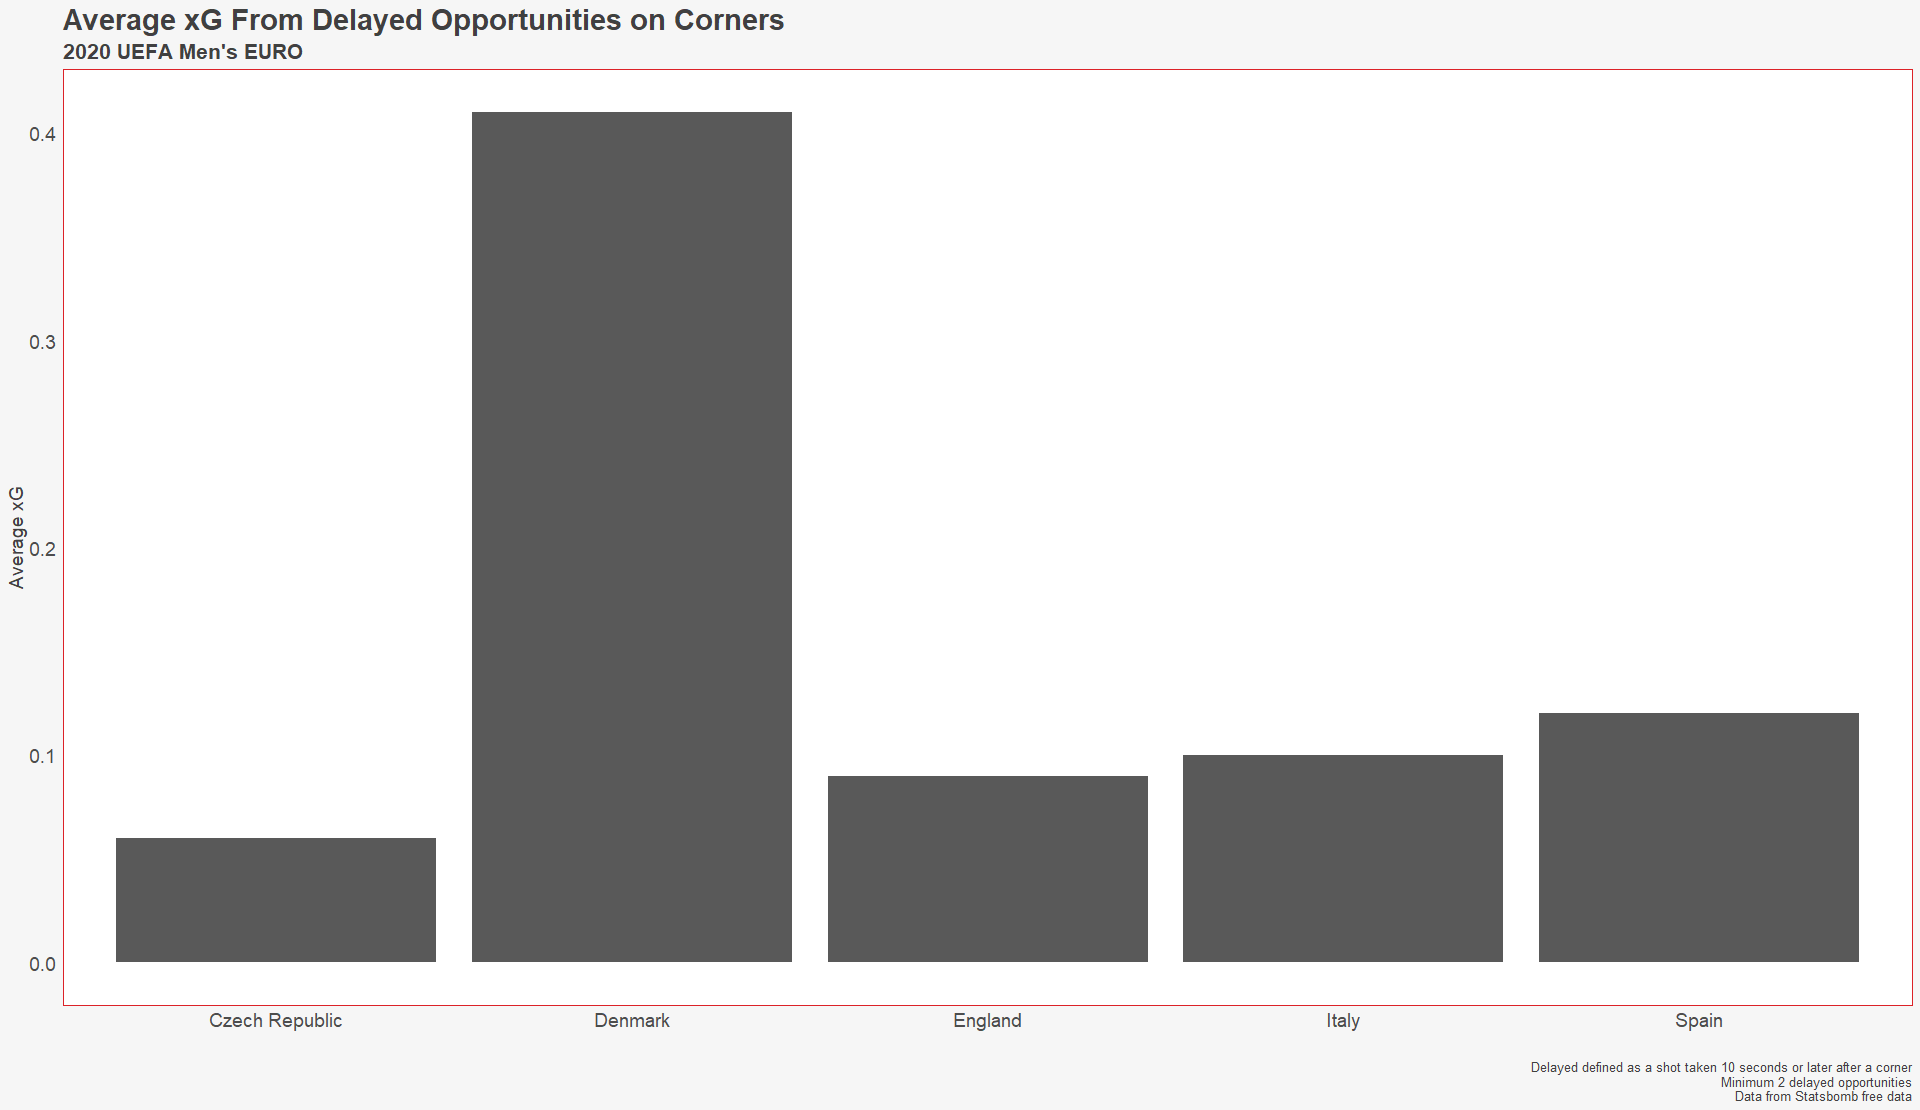 Average xG From Delayed Opportunities on Corners
2020 UEFA Men's EURO
Average xG
0.4
0.3
0.2
0.1
0.0
Czech Republic
Denmark
England
Italy
Spain
Delayed defined as a shot taken 10 seconds or later after a corner
Minimum 2 delayed opportunities
Data from Statsbomb free data